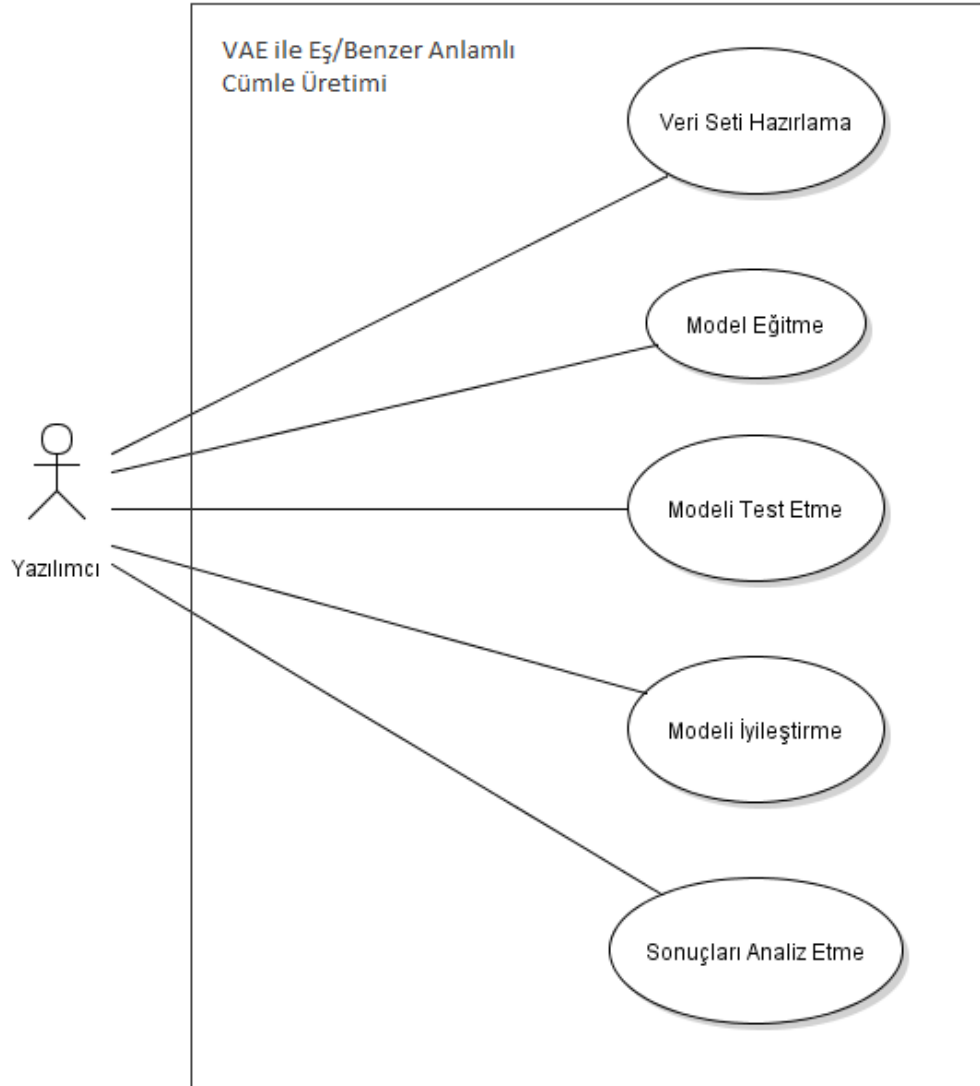 VAE ile Eş/Benzer Anlamlı
Cümle Üretimi
Veri Seti Hazırlama
Model Eğitme
Modeli Test Etme
Yazılımcı
Modeli İyileştirme
Sonuçları Analiz Etme